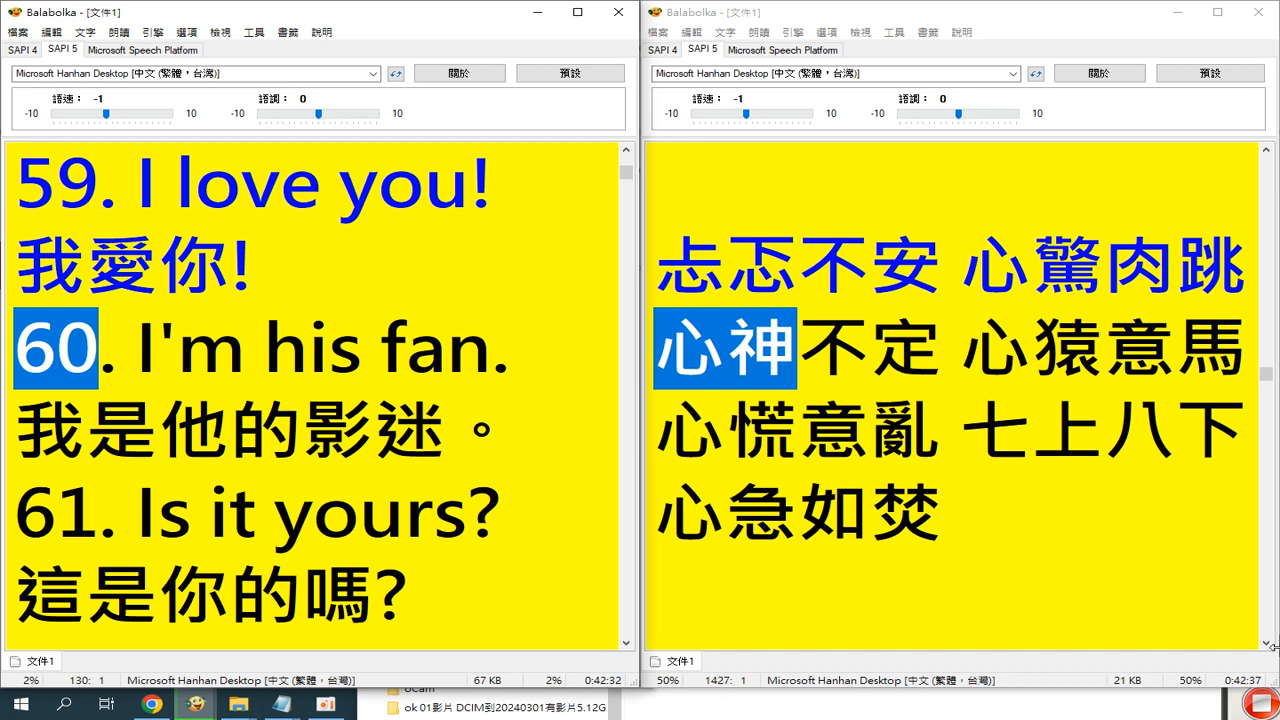 Balabolka - [文件1]
檔案 編輯 文字 朗讀 引擎 選項 檢視 工具 書籤 說明
SAPI 4 SAPI 5 Microsoft Speech Platform
Microsoft Hanhan Desktop [中文 (繁體，台灣)] 關於 預設
語速： -1 語調： 0
-10 10 -10 10
59. I love you!
我愛你!
60. I'm his fan.
我是他的影迷。
61. Is it yours?
這是你的嗎?
文件1
2% 130: 1 Microsoft Hanhan Desktop [中文 (繁體，台灣)] 67 KB 2% 0:42:32
Balabolka - [文件1]
檔案 編輯 文字 朗讀 引擎 選項 檢視 工具 書籤 說明
SAPI 4 SAPI 5 Microsoft Speech Platform
Microsoft Hanhan Desktop [中文 (繁體，台灣)] 關於 預設
語速： -1 語調： 0
-10 10 -10 10
忐忑不安 心驚肉跳
心神不定 心猿意馬
心慌意亂 七上八下
心急如焚
文件1
50% 1427: 1 Microsoft Hanhan Desktop [中文 (繁體，台灣)] 21 KB 50% 0:42:37
oCam
ok 01影片 DCIM到20240301有影片5.12G